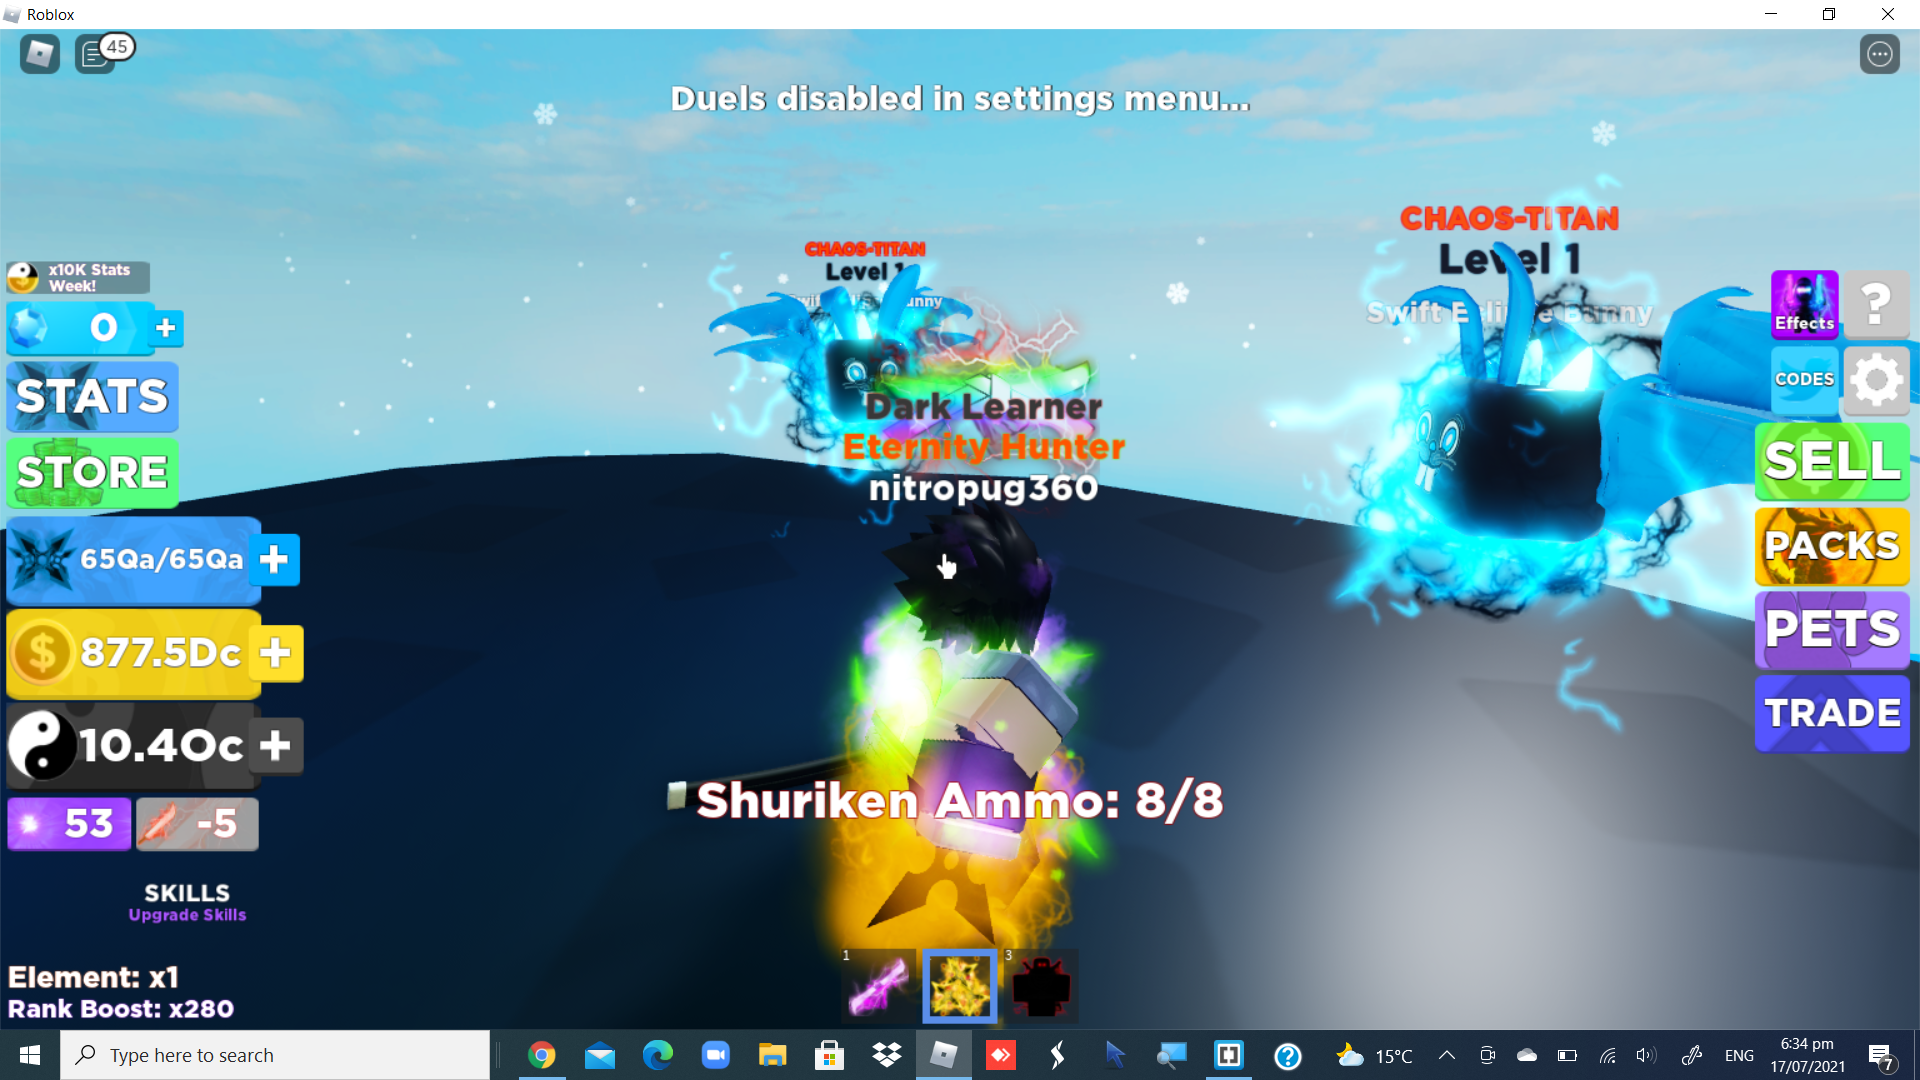 Roblox
45
Duels disabled in settings menu...
CHAOS-TITAN
Level 1
Swift Eclipse Bunny
CHAOS-TITAN
Level 1
Dark Learner
Eternity Hunter
nitropug360
x10K Stats
Week!
0 +
STATS
STORE
65Qa/65Qa +
$ 877.5Dc +
10.4Oc +
53
-5
SKILLS
Upgrade Skills
Element: x1
Rank Boost: x280
Effects
?
CODES
SELL
PACKS
PETS
TRADE
Shuriken Ammo: 8/8
1
3
Type here to search
15°C
ENG
6:34 pm
17/07/2021
7